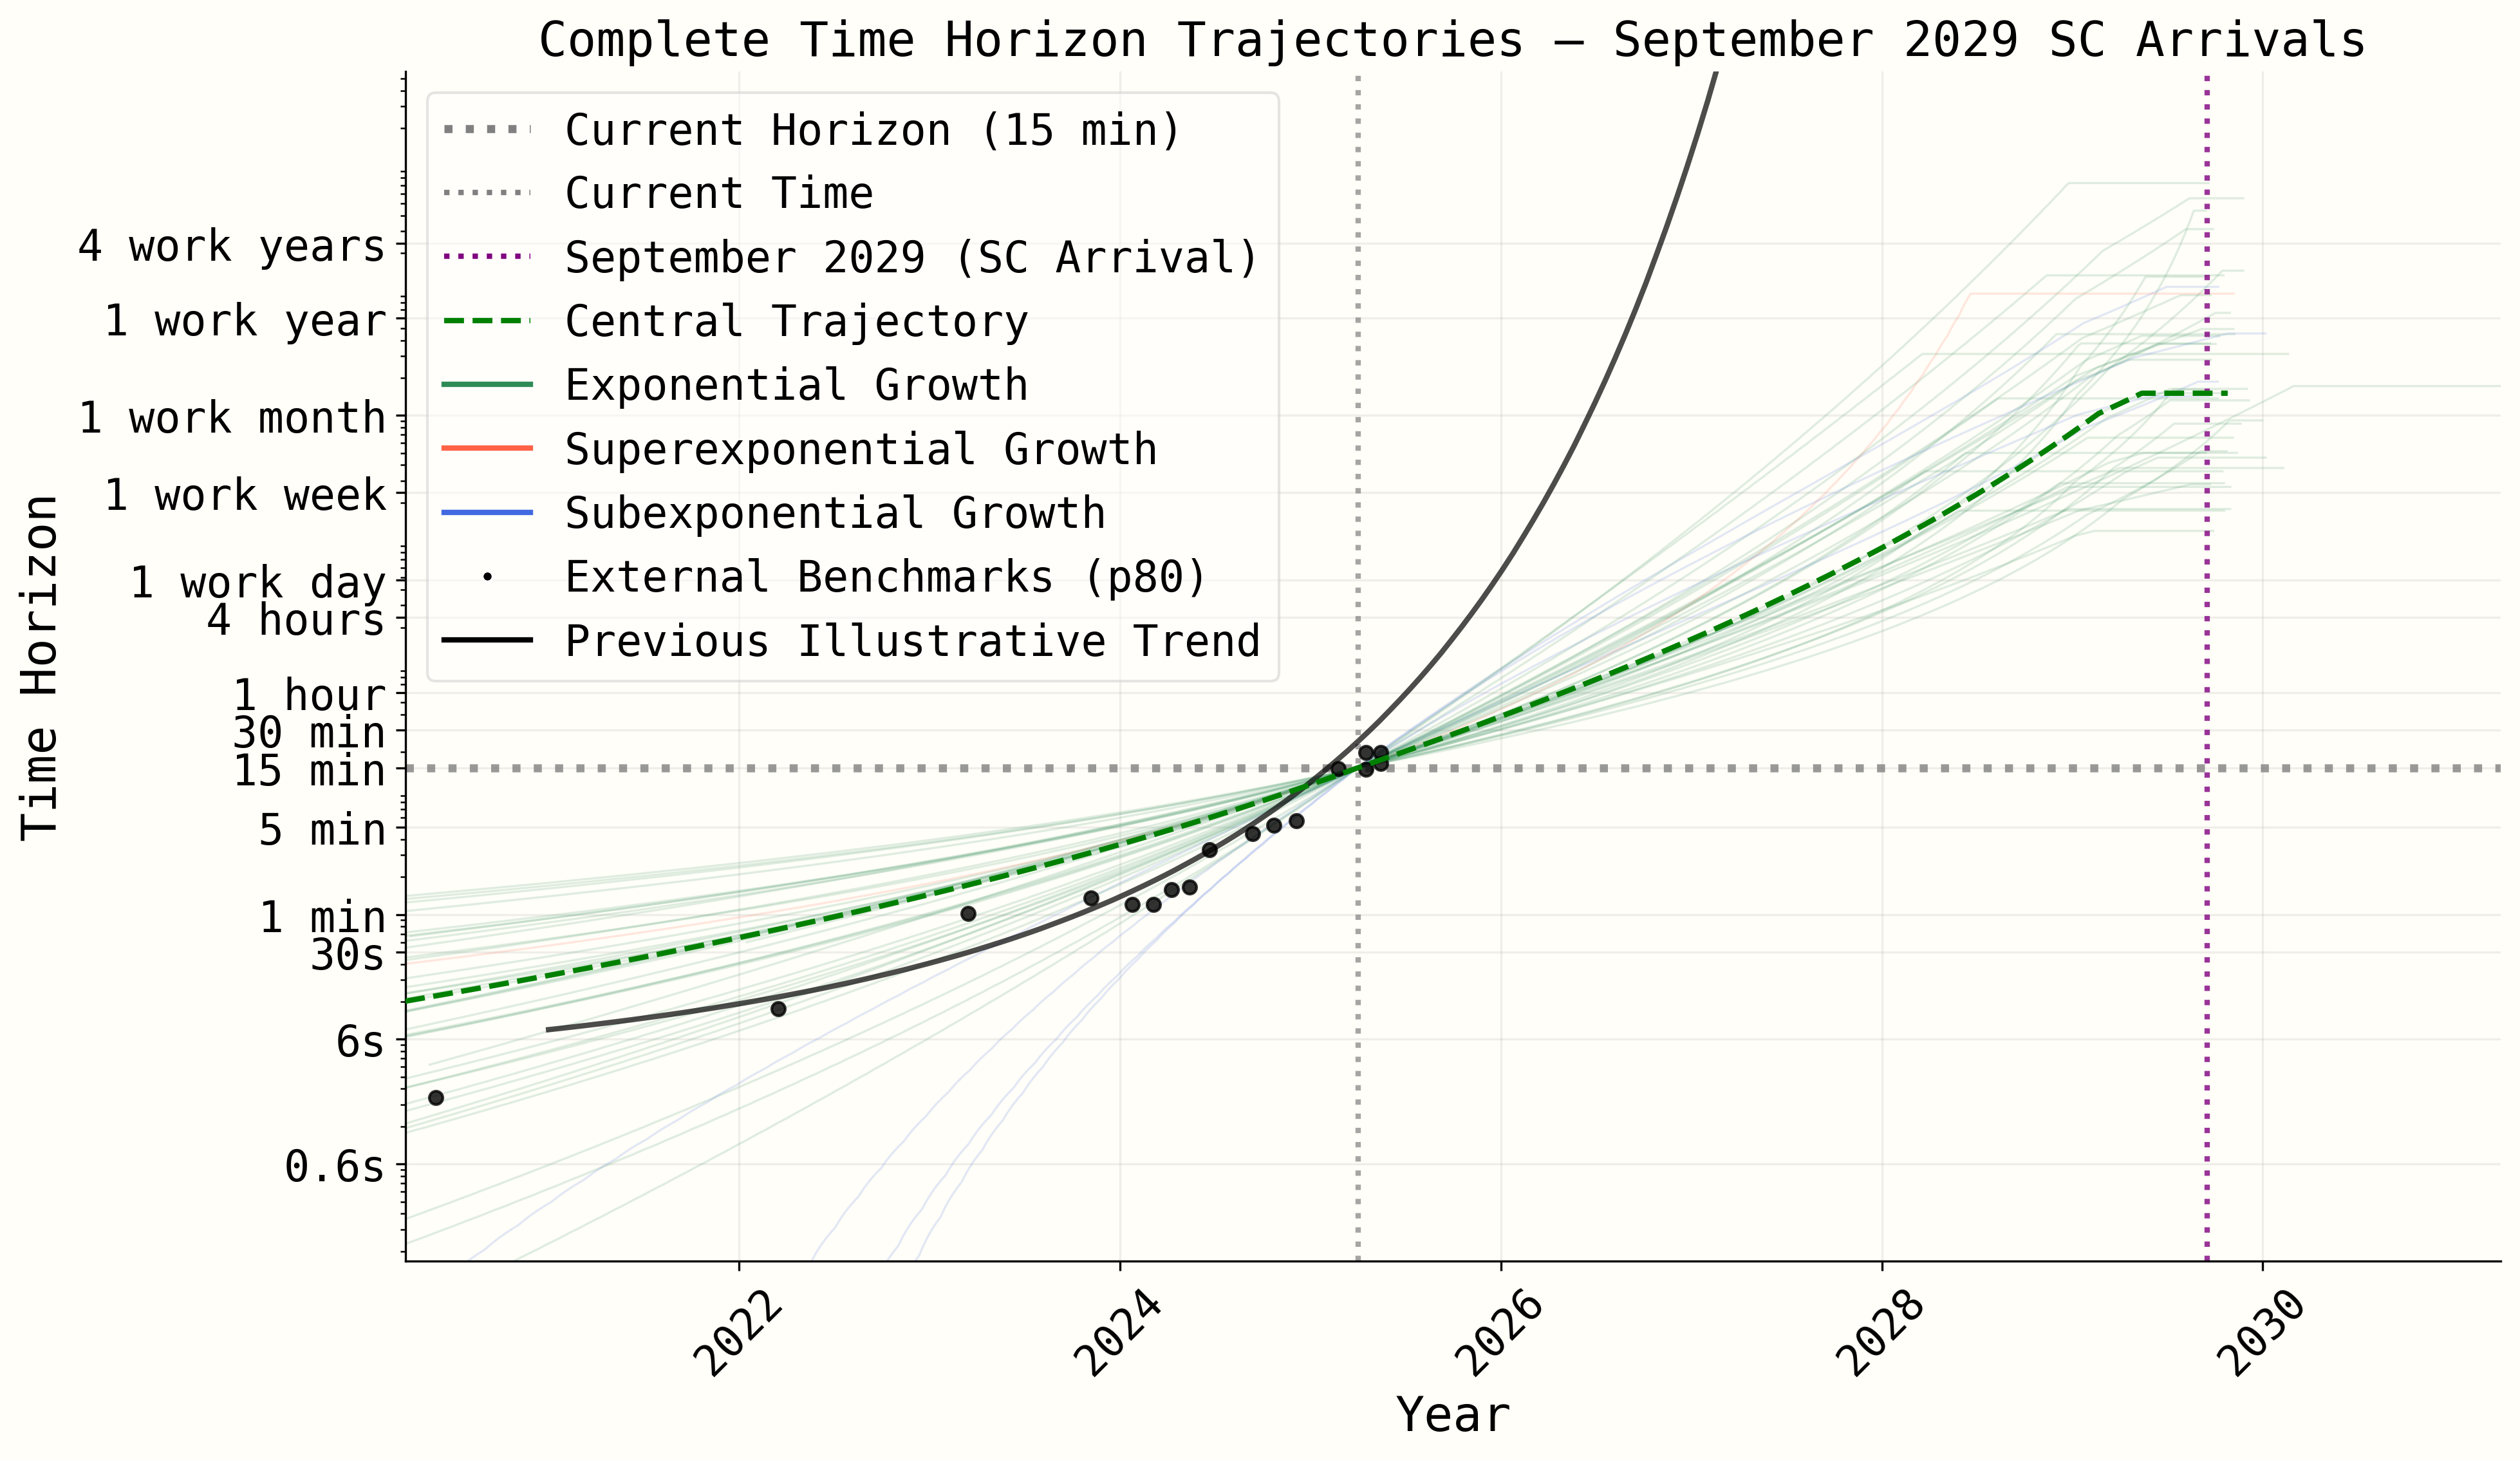 Complete Time Horizon Trajectories — September 2029 SC Arrivals
Current Horizon (15 min)
Current Time
September 2029 (SC Arrival)
Central Trajectory
Exponential Growth
Superexponential Growth
Subexponential Growth
External Benchmarks (p80)
Previous Illustrative Trend
Time Horizon
4 work years
1 work year
1 work month
1 work week
1 work day
4 hours
1 hour
30 min
15 min
5 min
1 min
30s
6s
0.6s
2022
2024
2026
2028
2030
Year